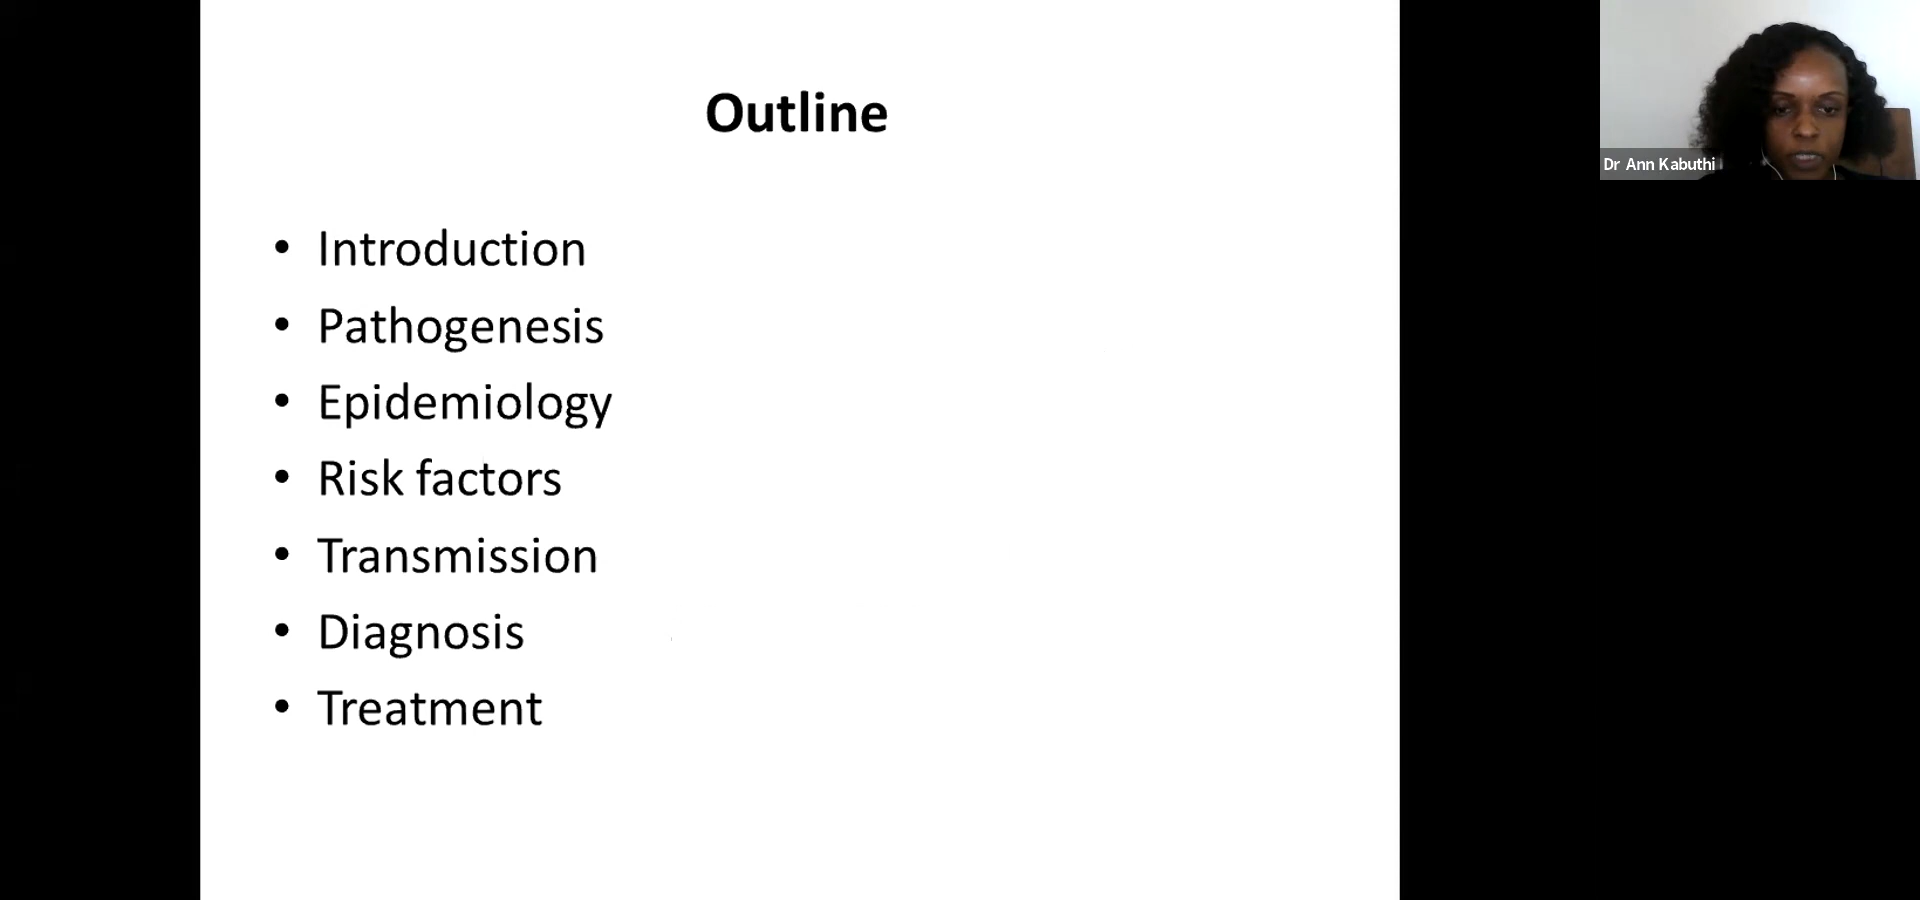 Outline
• Introduction
• Pathogenesis
• Epidemiology
• Risk factors
• Transmission
• Diagnosis
• Treatment
Dr Ann Kabuthi